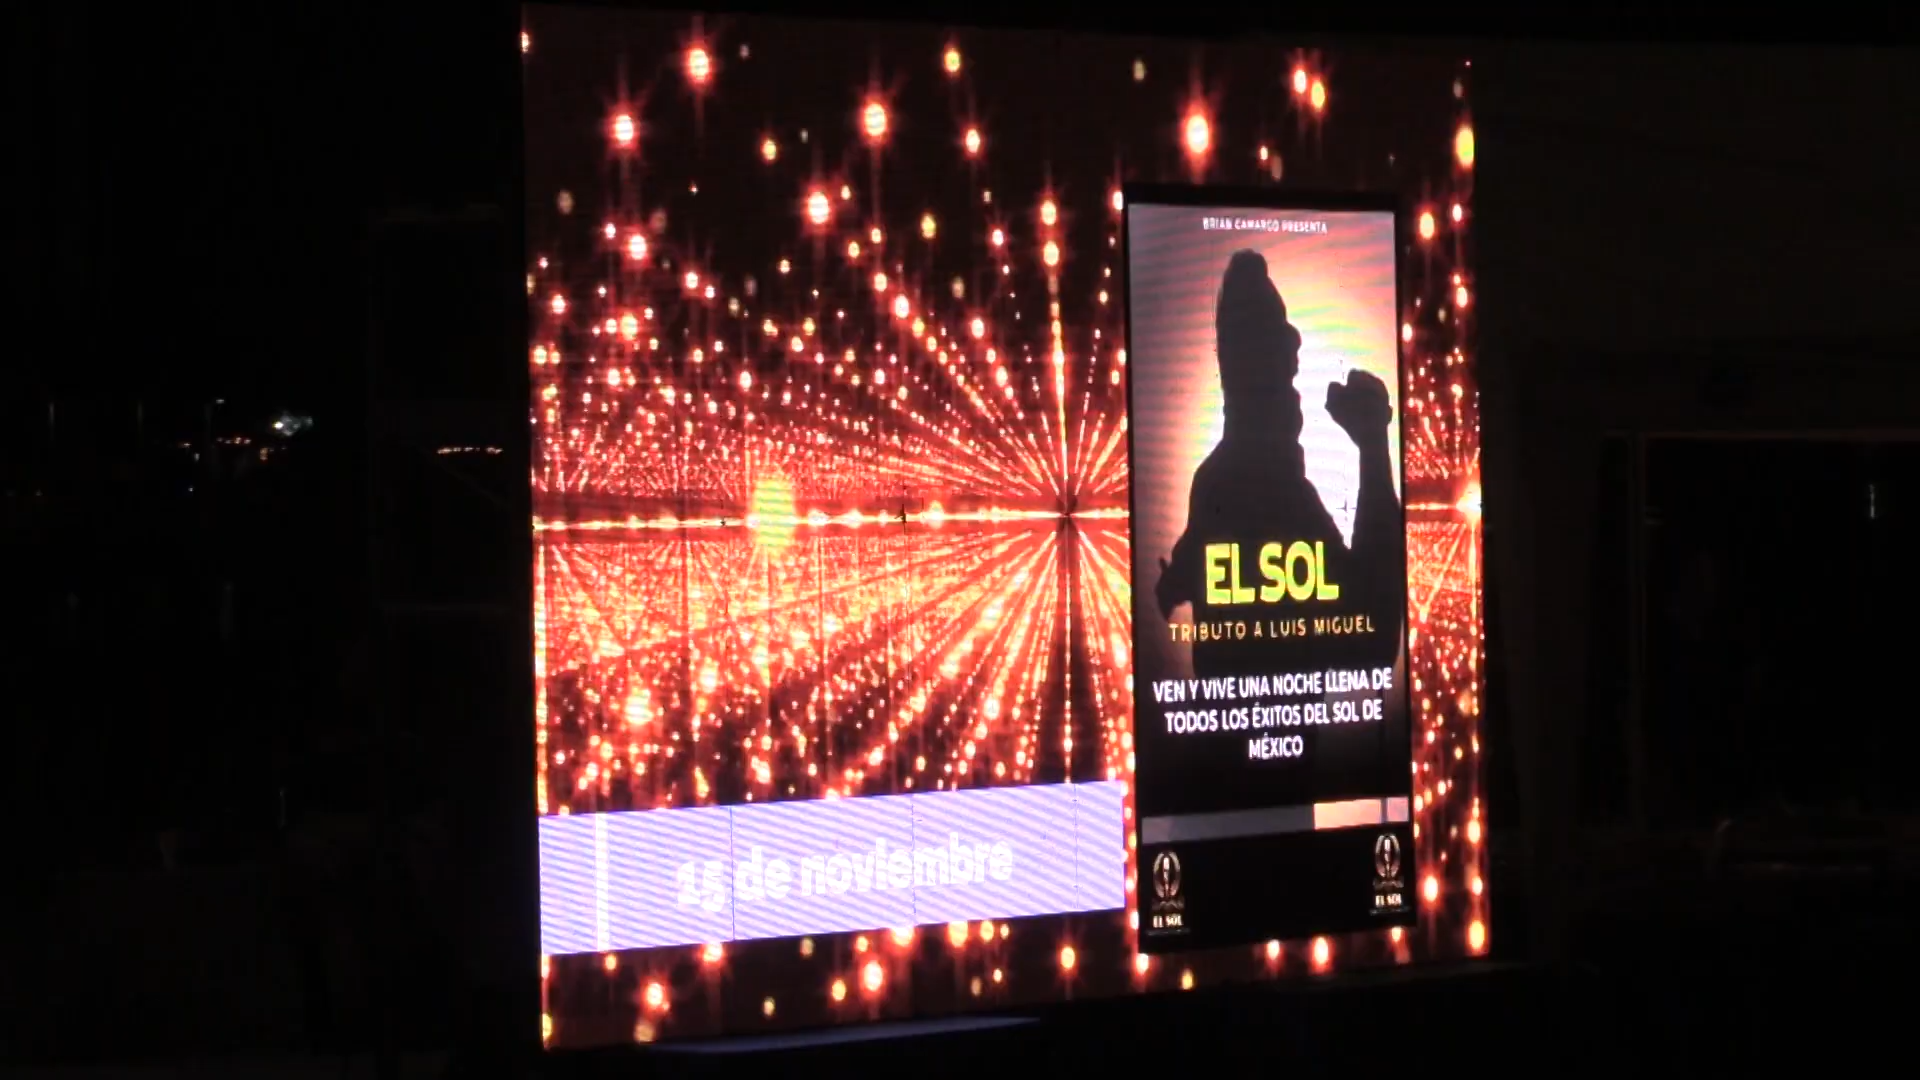 BRIAN CAMARGO PRESENTA
EL SOL
TRIBUTO A LUIS MIGUEL
VEN Y VIVE UNA NOCHE LLENA DE
TODOS LOS ÉXITOS DEL SOL DE
MÉXICO
15 de noviembre
EL SOL
EL SOL